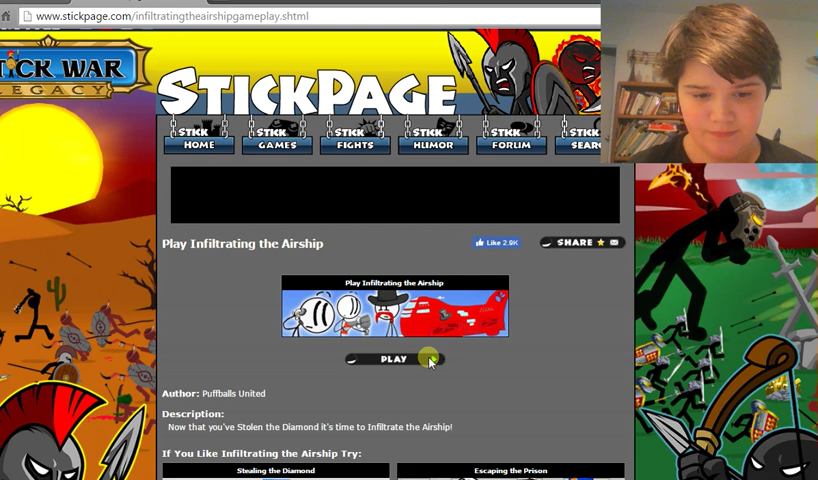 www.stickpage.com/infiltratingtheairshipgameplay.shtml
STICK WAR
LEGACY
STICKPAGE
STICK HOME
STICK GAMES
STICK FIGHTS
STICK HUMOR
STICK FORUM
STICK SEARC
Play Infiltrating the Airship
Like 2.9K
SHARE
Play Infiltrating the Airship
PLAY
Author: Puffballs United
Description:
Now that you've Stolen the Diamond it's time to Infiltrate the Airship!
If You Like Infiltrating the Airship Try:
Stealing the Diamond
Escaping the Prison